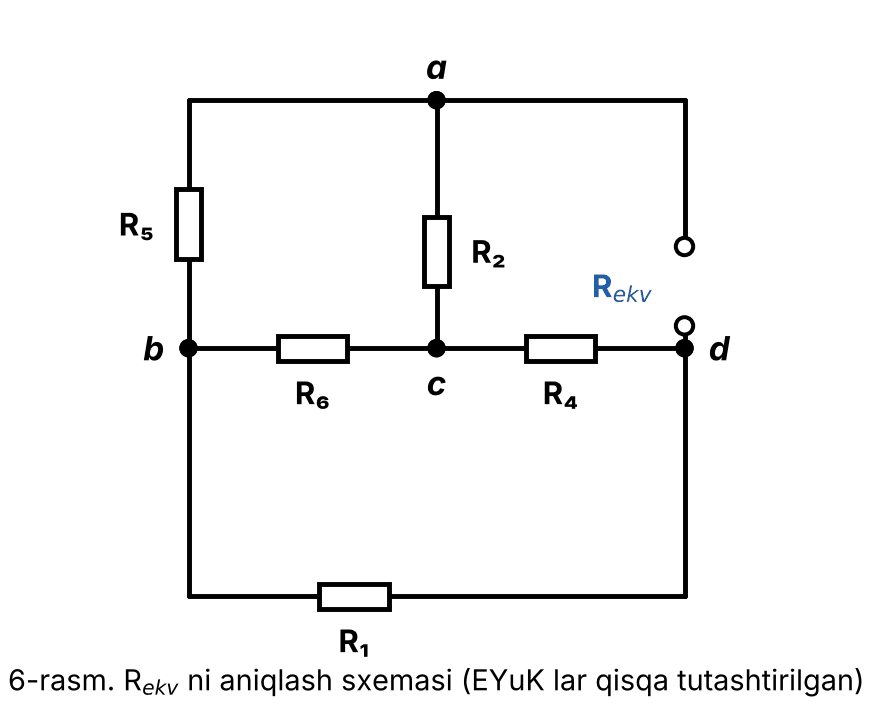 a
R₅
R₂
Rₑₖᵥ
b
d
c
R₆
R₄
R₁
6-rasm. Rₑₖᵥ ni aniqlash sxemasi (EYuK lar qisqa tutashtirilgan)